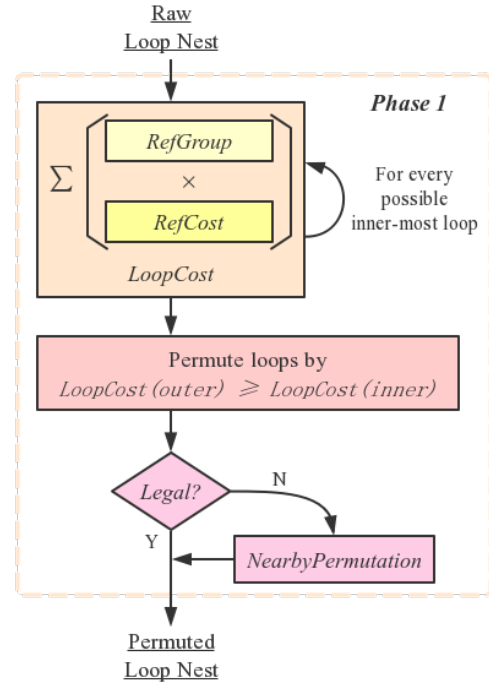 Raw
Loop Nest
Phase 1
∑
RefGroup
×
RefCost
For every
possible
inner-most loop
LoopCost
Permute loops by
LoopCost(outer) ≥ LoopCost(inner)
Legal?
N
Y
NearbyPermutation
Permuted
Loop Nest